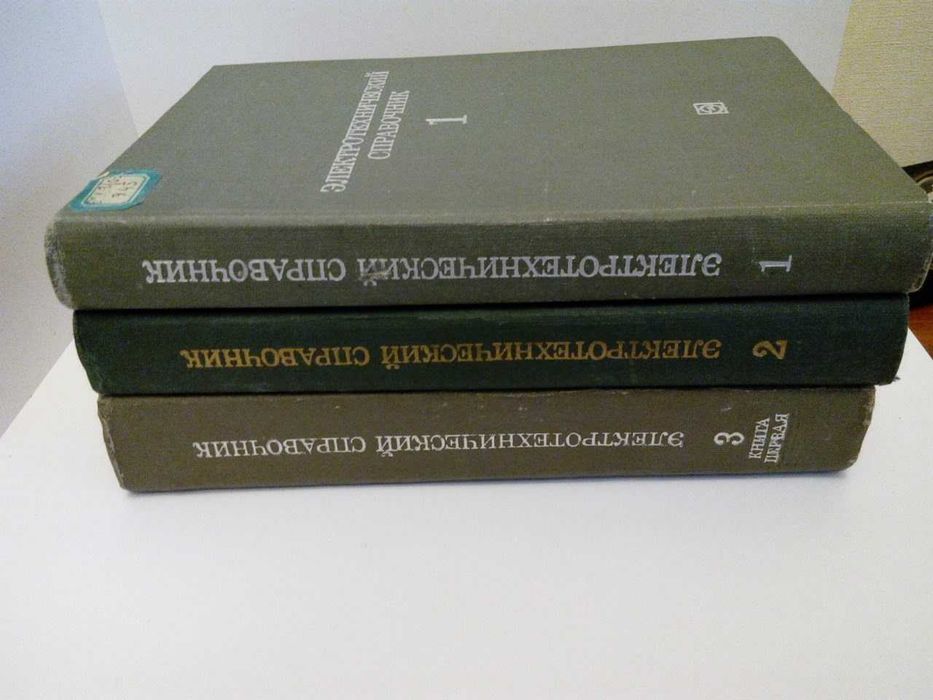 ЭЛЕКТРОТЕХНИЧЕСКИЙ
СПРАВОЧНИК
1
ЭЛЕКТРОТЕХНИЧЕСКИЙ СПРАВОЧНИК 1
ЭЛЕКТРОТЕХНИЧЕСКИЙ СПРАВОЧНИК 2
ЭЛЕКТРОТЕХНИЧЕСКИЙ СПРАВОЧНИК 3
КНИГА
ПЕРВАЯ